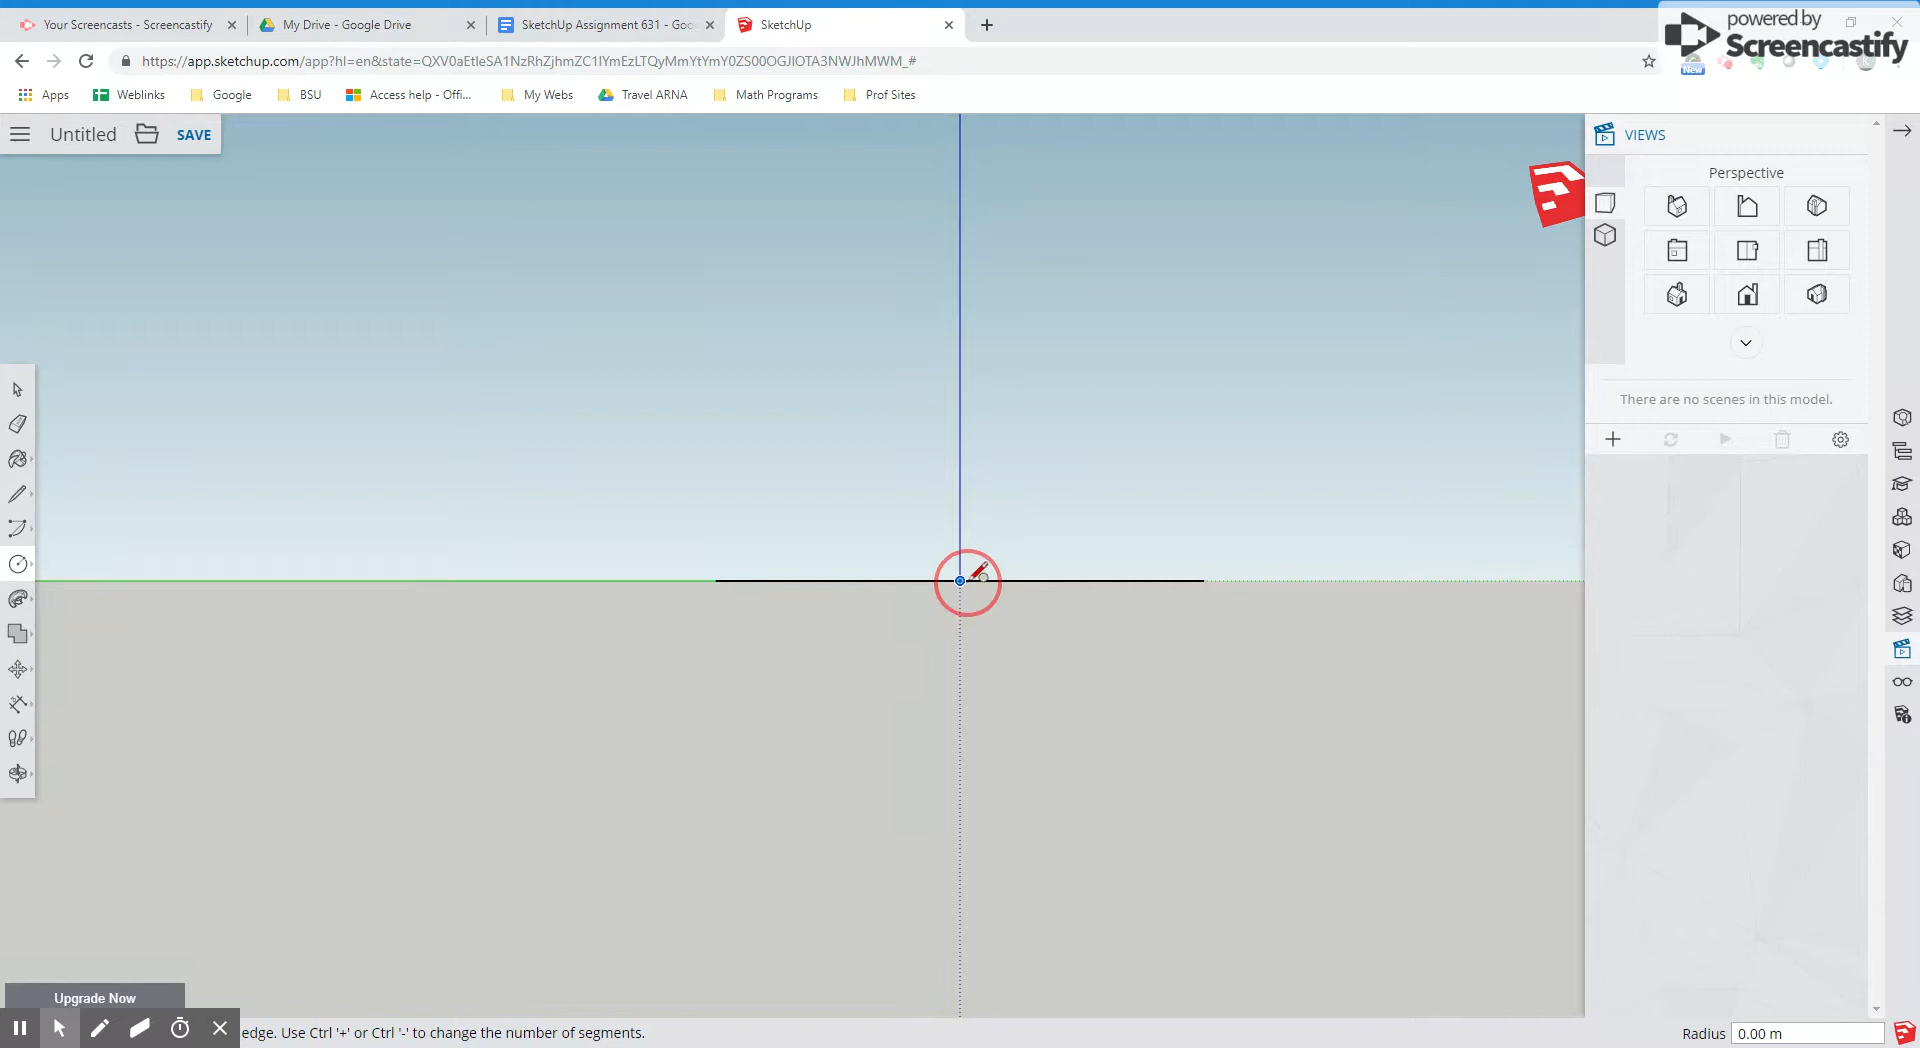 Your Screencasts - Screencastify
My Drive - Google Drive
SketchUp Assignment 631 - Goo
SketchUp
powered by
Screencastify
https://app.sketchup.com/app?hl=en&state=
New
Apps
Weblinks
Google
BSU
Access help - Offi...
My Webs
Travel ARNA
Math Programs
Prof Sites
Untitled
SAVE
VIEWS
Perspective
There are no scenes in this model.
Upgrade Now
edge. Use Ctrl '+' or Ctrl '-' to change the number of segments.
Radius
0.00 m